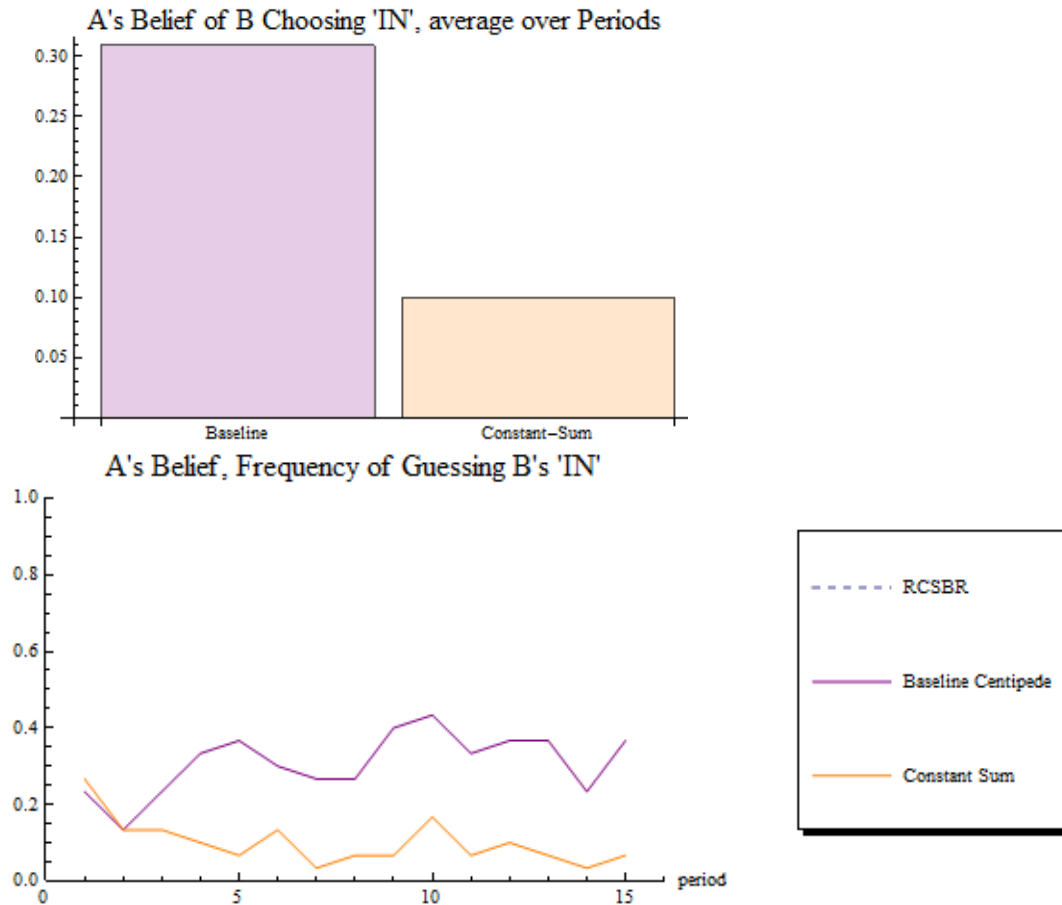 A's Belief of B Choosing 'IN', average over Periods
0.30
0.25
0.20
0.15
0.10
0.05
Baseline
Constant-Sum
A's Belief, Frequency of Guessing B's 'IN'
1.0
0.8
0.6
0.4
0.2
0.0
0
5
10
15
period
RCSBR
Baseline Centipede
Constant Sum